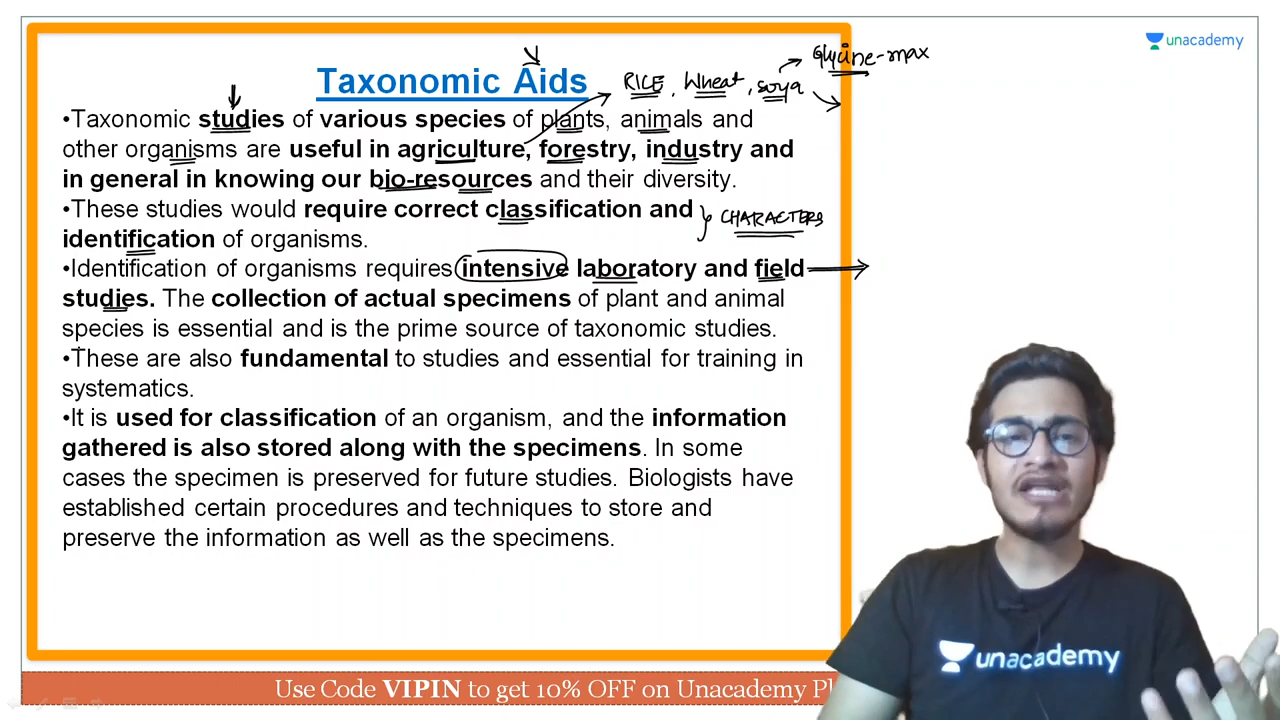 unacademy
Glycine-max
Taxonomic Aids
RICE, Wheat, soya
•Taxonomic studies of various species of plants, animals and
other organisms are useful in agriculture, forestry, industry and
in general in knowing our bio-resources and their diversity.
•These studies would require correct classification and
CHARACTERS
identification of organisms.
•Identification of organisms requires intensive laboratory and field
studies. The collection of actual specimens of plant and animal
species is essential and is the prime source of taxonomic studies.
•These are also fundamental to studies and essential for training in
systematics.
•It is used for classification of an organism, and the information
gathered is also stored along with the specimens. In some
cases the specimen is preserved for future studies. Biologists have
established certain procedures and techniques to store and
preserve the information as well as the specimens.
unacademy
Use Code VIPIN to get 10% OFF on Unacademy Pl